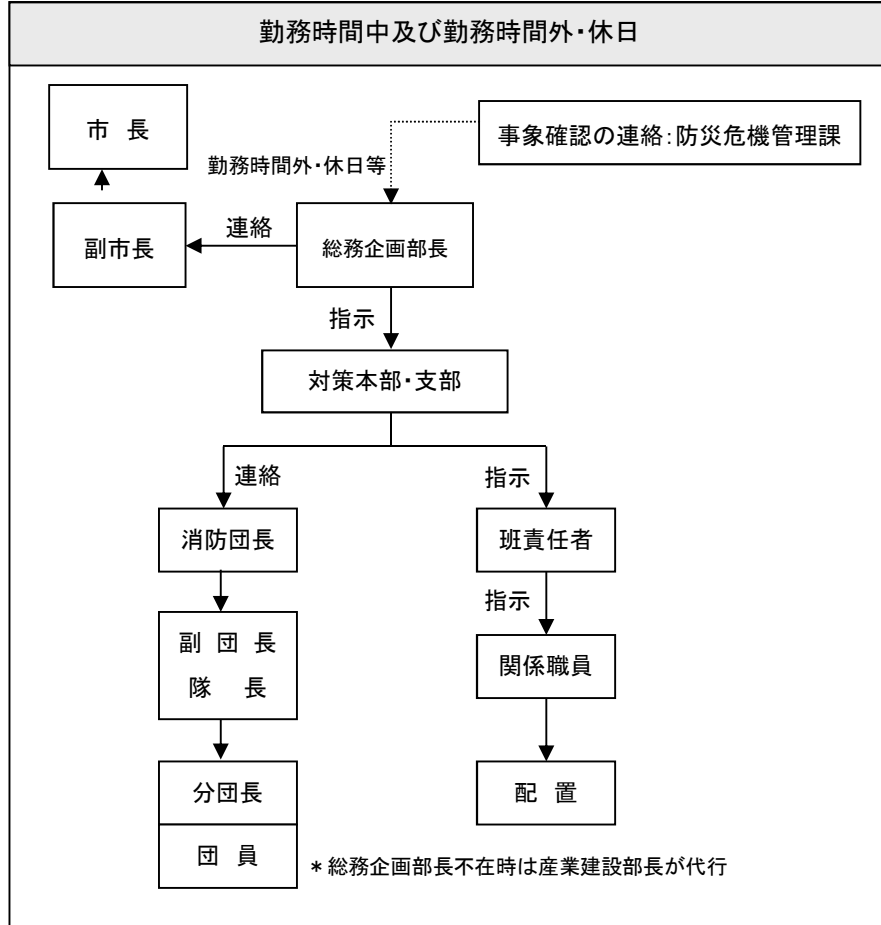 勤務時間中及び勤務時間外・休日
市 長
事象確認の連絡:防災危機管理課
勤務時間外・休日等
副市長
連絡
総務企画部長
指示
対策本部・支部
連絡
指示
消防団長
班責任者
指示
副 団 長
隊 長
関係職員
分団長
配 置
団 員
*総務企画部長不在時は産業建設部長が代行